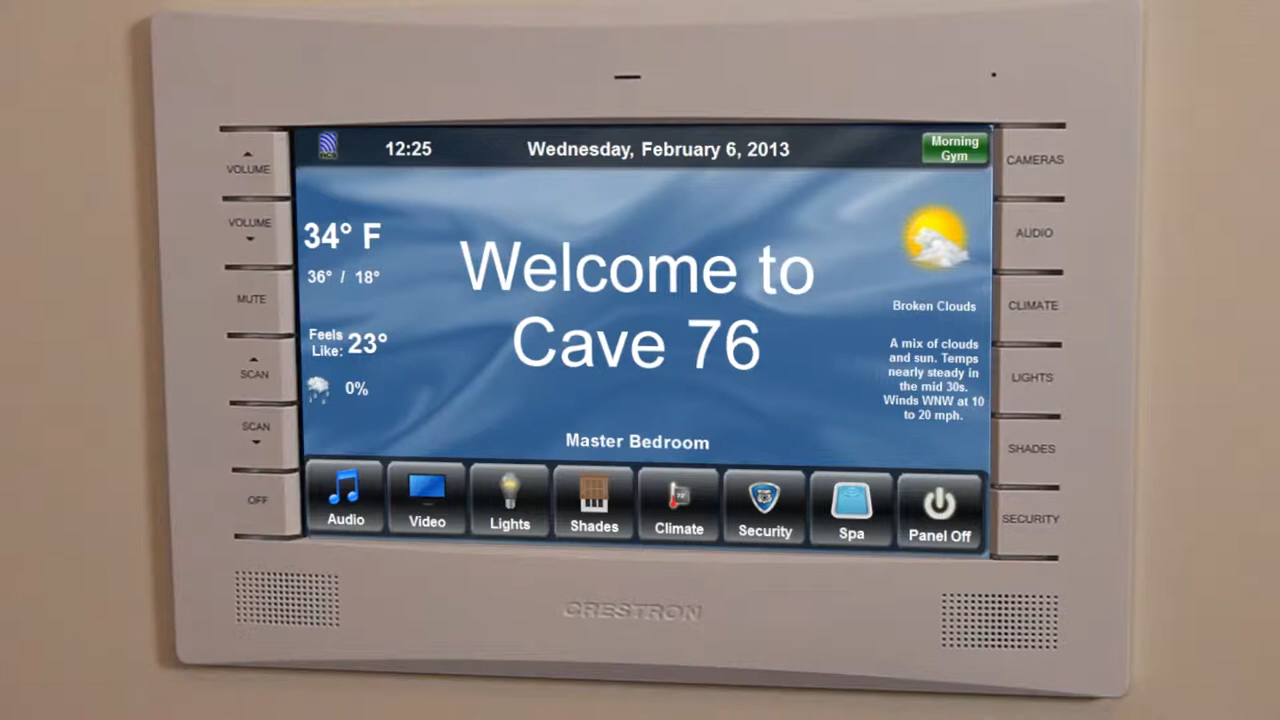 12:25
Wednesday, February 6, 2013
Morning
Gym
VOLUME
VOLUME
MUTE
SCAN
SCAN
OFF
34° F
36° / 18°
Feels
Like: 23°
0%
Welcome to
Cave 76
Master Bedroom
Broken Clouds
A mix of clouds
and sun. Temps
nearly steady in
the mid 30s.
Winds WNW at 10
to 20 mph.
Audio
Video
Lights
Shades
Climate
Security
Spa
Panel Off
CAMERAS
AUDIO
CLIMATE
LIGHTS
SHADES
SECURITY
CRESTRON